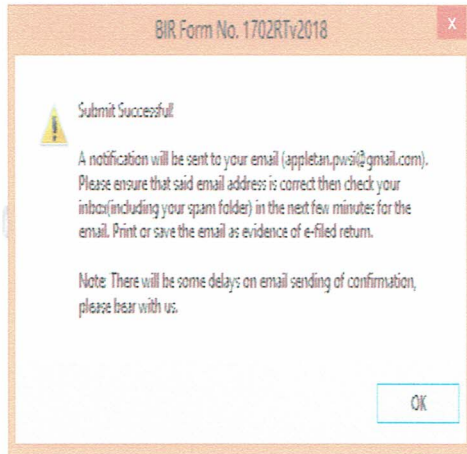 BIR Form No. 1702RTv2018
x
Submit Successful!
A notification will be sent to your email (appletan.pwsi@gmail.com).
Please ensure that said email address is correct then check your
inbox(including your spam folder) in the next few minutes for the
email. Print or save the email as evidence of e-filed return.
Note: There will be some delays on email sending of confirmation,
please bear with us.
OK